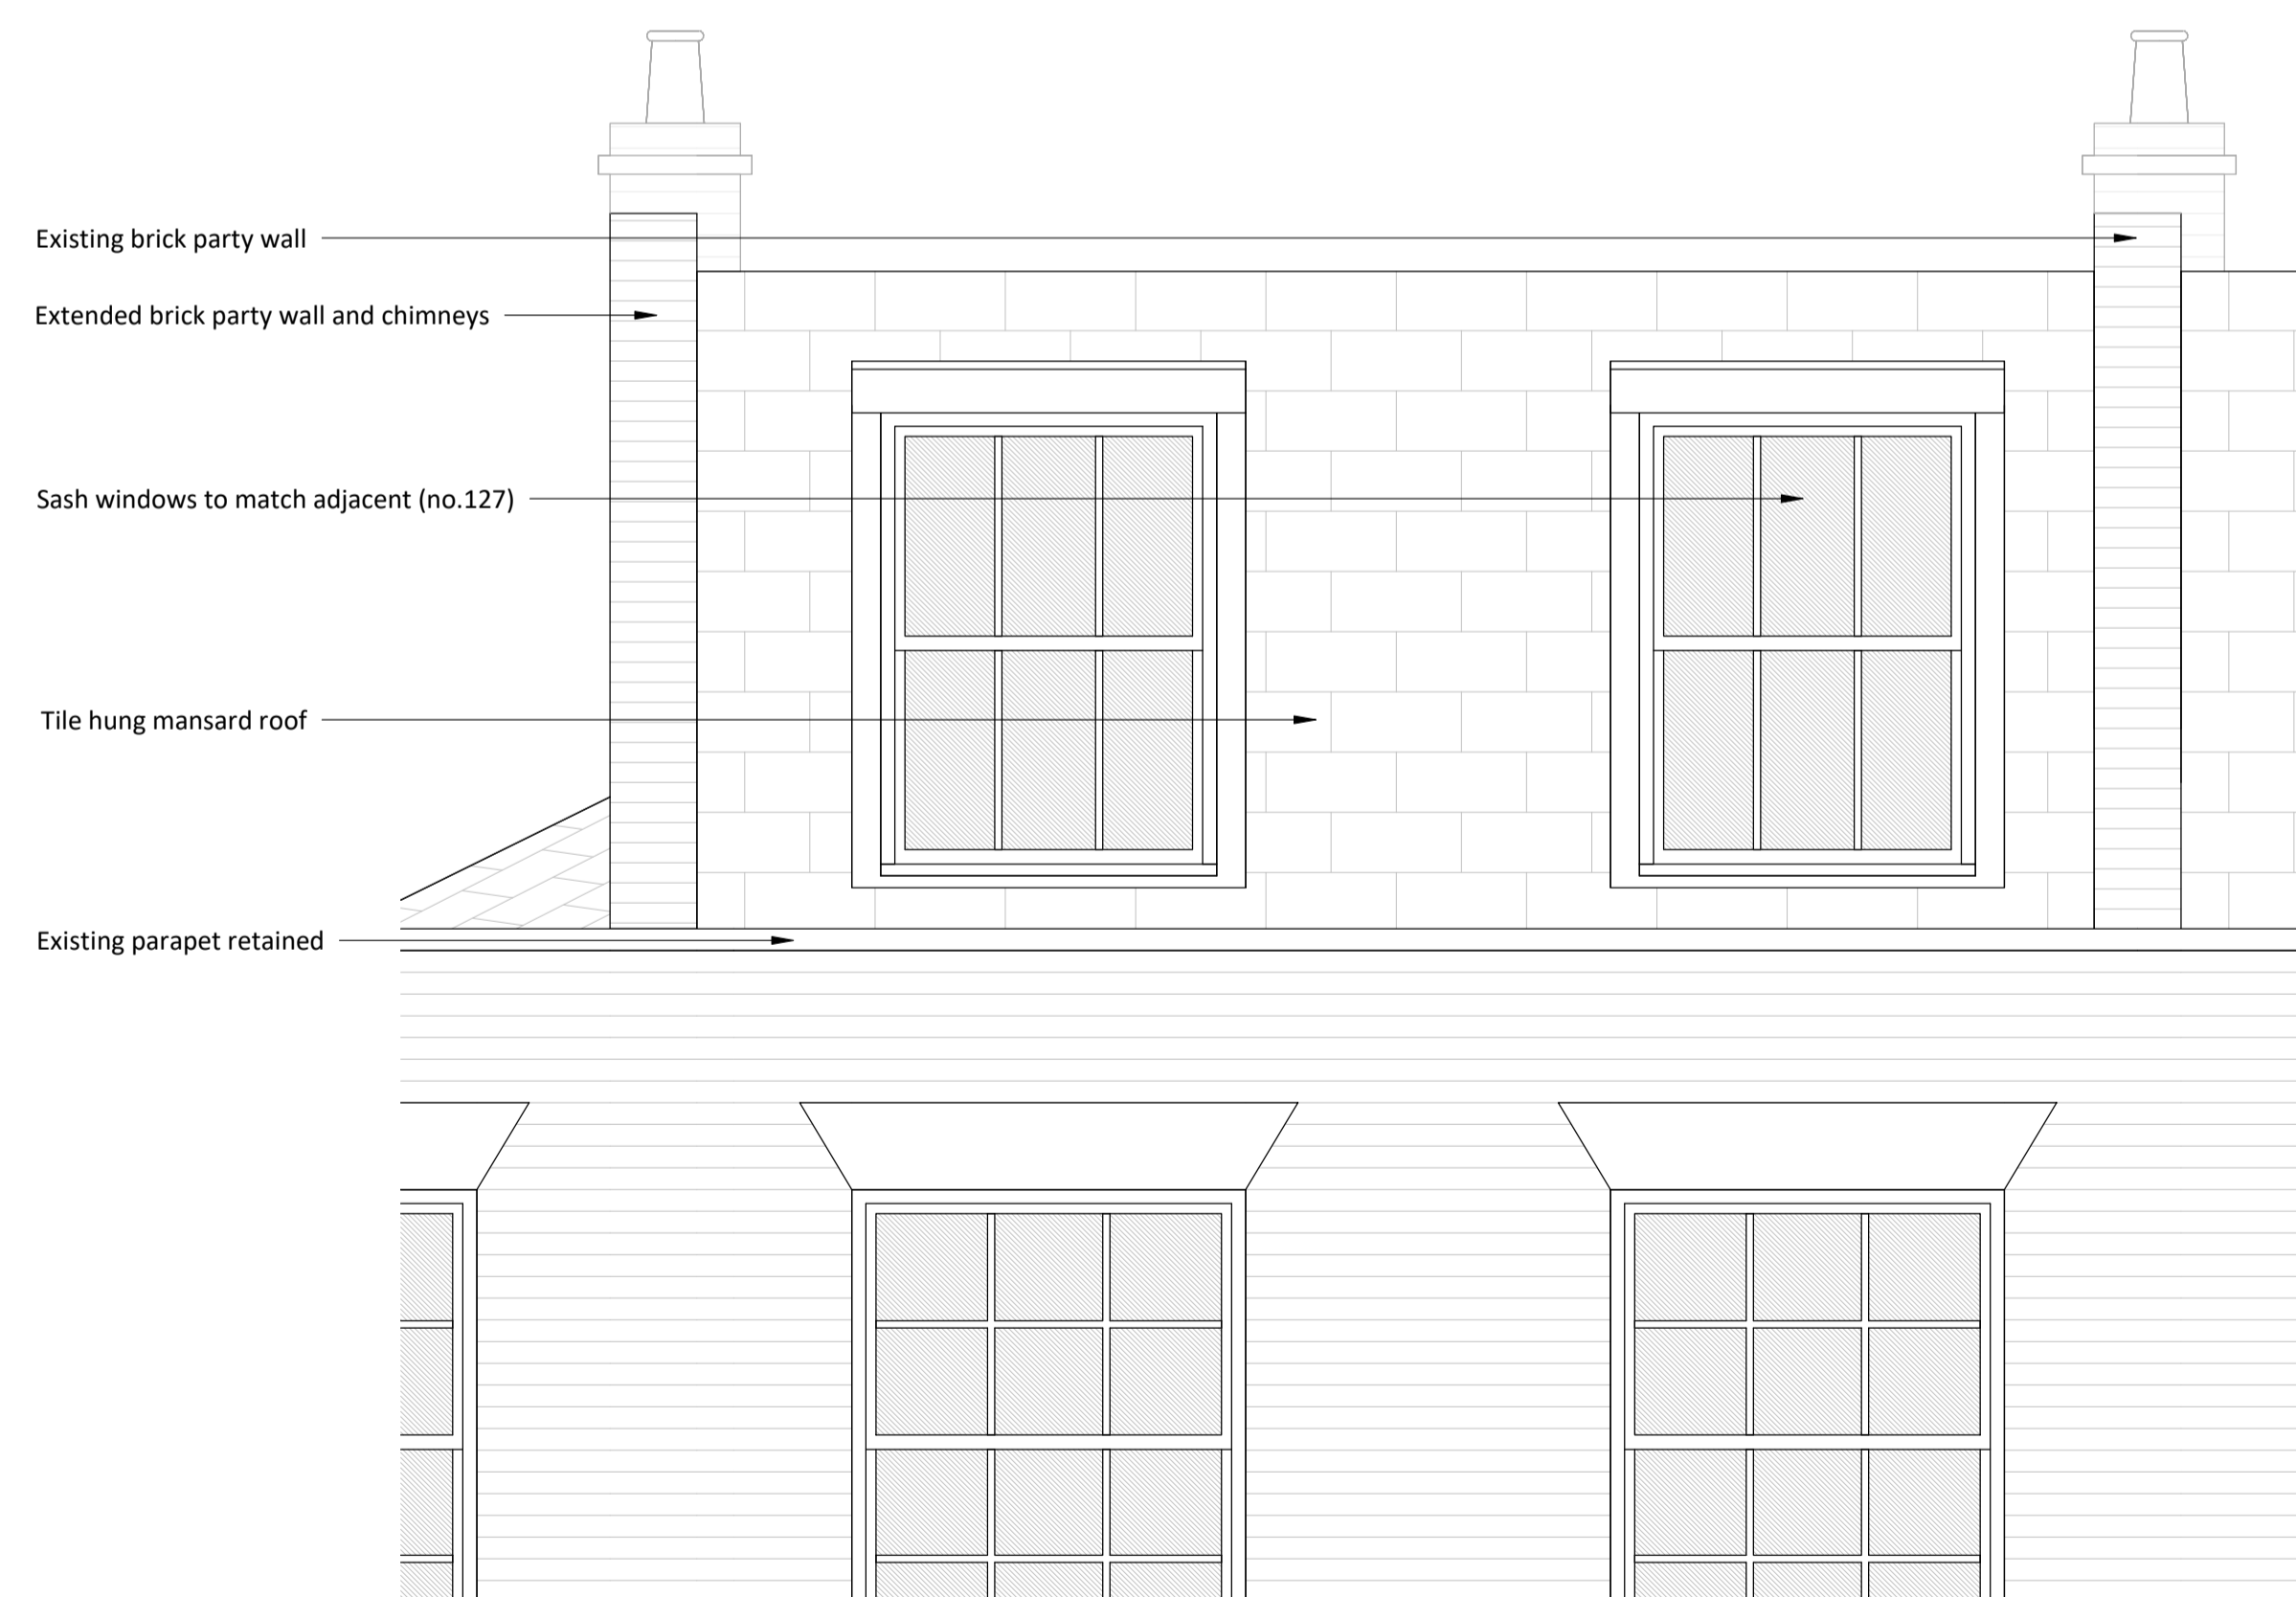 Existing brick party wall
Extended brick party wall and chimneys
Sash windows to match adjacent (no.127)
Tile hung mansard roof
Existing parapet retained